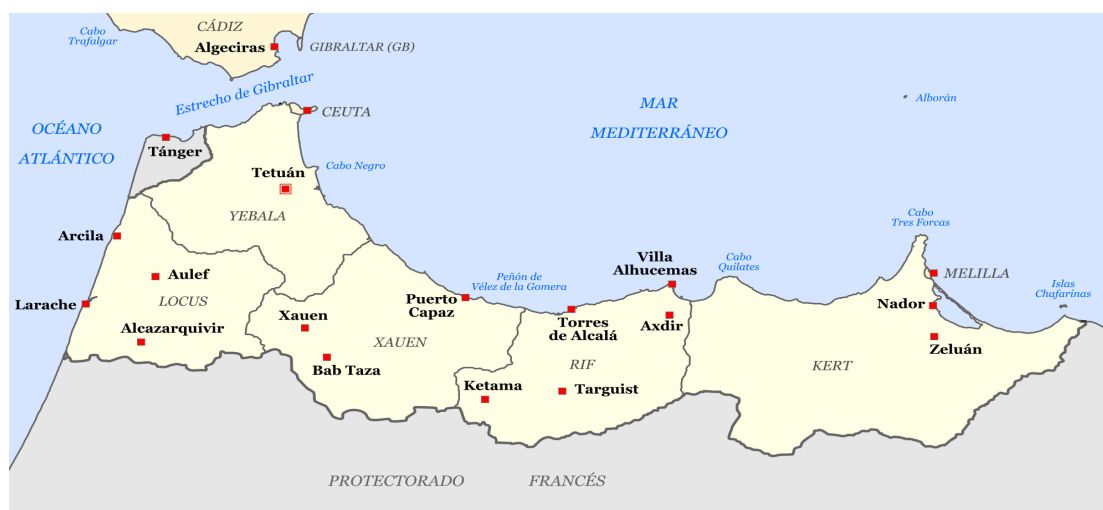 CÁDIZ
Cabo
Trafalgar
Algeciras
GIBRALTAR (GB)
Estrecho de Gibraltar
CEUTA
MAR
MEDITERRÁNEO
Alborán
OCÉANO
ATLÁNTICO
Tánger
Tetuán
Cabo Negro
YEBALA
Arcila
Aulef
LOCUS
Larache
Alcazarquivir
Xauen
Bab Taza
XAUEN
Puerto
Capaz
Peñón de
Vélez de la Gomera
Torres
de Alcalá
Villa
Alhucemas
Axdir
RIF
Ketama
Targuist
Cabo
Quilates
Cabo
Tres Forcas
MELILLA
Nador
Zeluán
KERT
Islas
Chafarinas
PROTECTORADO FRANCÉS